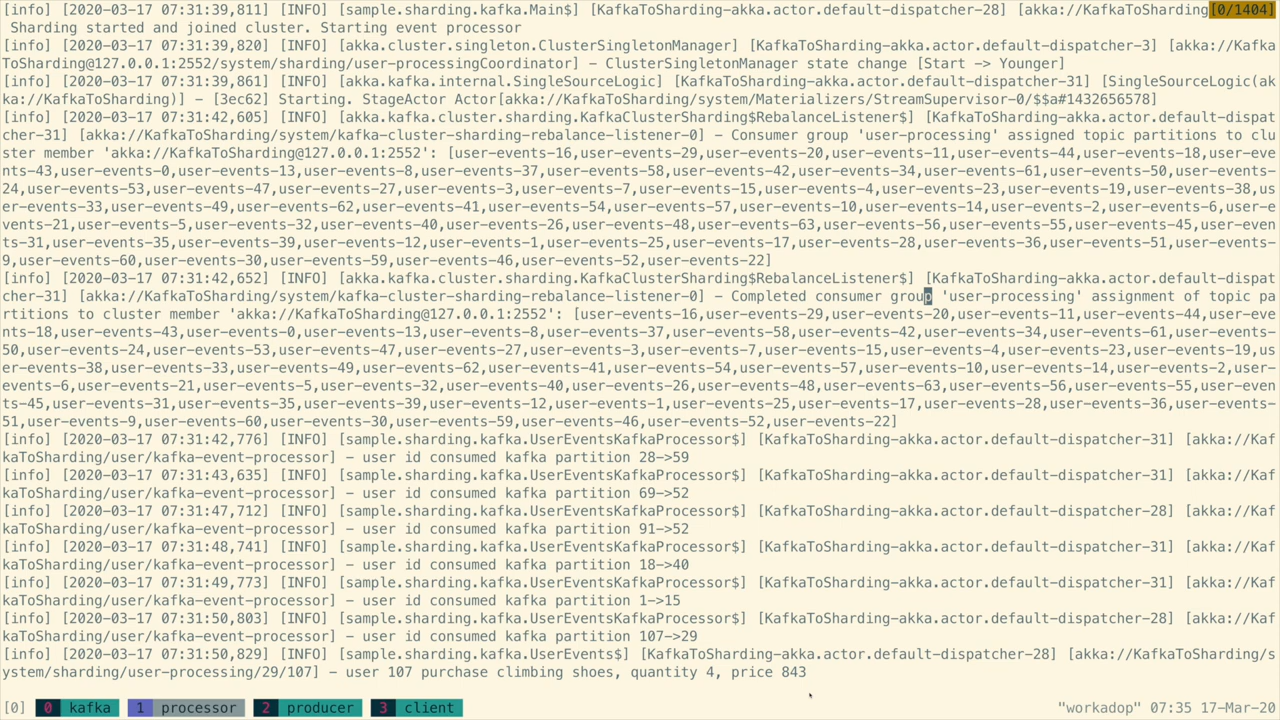 [info] [2020-03-17 07:31:39,811] [INFO] [sample.sharding.kafka.Main$] [KafkaToSharding-akka.actor.default-dispatcher-28] [akka://KafkaToSharding[0/1404]
 Sharding started and joined cluster. Starting event processor
[info] [2020-03-17 07:31:39,820] [INFO] [akka.cluster.singleton.ClusterSingletonManager] [KafkaToSharding-akka.actor.default-dispatcher-3] [akka://Kafka
ToSharding@127.0.0.1:2552/system/sharding/user-processingCoordinator] – ClusterSingletonManager state change [Start -> Younger]
[info] [2020-03-17 07:31:39,861] [INFO] [akka.kafka.internal.SingleSourceLogic] [KafkaToSharding-akka.actor.default-dispatcher-31] [SingleSourceLogic(ak
ka://KafkaToSharding)] – [3ec62] Starting. StageActor Actor[akka://KafkaToSharding/system/Materializers/StreamSupervisor-0/$$a#1432656578]
[info] [2020-03-17 07:31:42,605] [INFO] [akka.kafka.cluster.sharding.KafkaClusterSharding$RebalanceListener$] [KafkaToSharding-akka.actor.default-dispat
cher-31] [akka://KafkaToSharding/system/kafka-cluster-sharding-rebalance-listener-0] – Consumer group 'user-processing' assigned topic partitions to clu
ster member 'akka://KafkaToSharding@127.0.0.1:2552': [user-events-16,user-events-29,user-events-20,user-events-11,user-events-44,user-events-18,user-eve
nts-43,user-events-0,user-events-13,user-events-8,user-events-37,user-events-58,user-events-42,user-events-34,user-events-61,user-events-50,user-events-
24,user-events-53,user-events-47,user-events-27,user-events-3,user-events-7,user-events-15,user-events-4,user-events-23,user-events-19,user-events-38,us
er-events-33,user-events-49,user-events-62,user-events-41,user-events-54,user-events-57,user-events-10,user-events-14,user-events-2,user-events-6,user-e
vents-21,user-events-5,user-events-32,user-events-40,user-events-26,user-events-48,user-events-63,user-events-56,user-events-55,user-events-45,user-even
ts-31,user-events-35,user-events-39,user-events-12,user-events-1,user-events-25,user-events-17,user-events-28,user-events-36,user-events-51,user-events-
9,user-events-60,user-events-30,user-events-59,user-events-46,user-events-52,user-events-22]
[info] [2020-03-17 07:31:42,652] [INFO] [akka.kafka.cluster.sharding.KafkaClusterSharding$RebalanceListener$] [KafkaToSharding-akka.actor.default-dispat
cher-31] [akka://KafkaToSharding/system/kafka-cluster-sharding-rebalance-listener-0] – Completed consumer group 'user-processing' assignment of topic pa
rtitions to cluster member 'akka://KafkaToSharding@127.0.0.1:2552': [user-events-16,user-events-29,user-events-20,user-events-11,user-events-44,user-eve
nts-18,user-events-43,user-events-0,user-events-13,user-events-8,user-events-37,user-events-58,user-events-42,user-events-34,user-events-61,user-events-
50,user-events-24,user-events-53,user-events-47,user-events-27,user-events-3,user-events-7,user-events-15,user-events-4,user-events-23,user-events-19,us
er-events-38,user-events-33,user-events-49,user-events-62,user-events-41,user-events-54,user-events-57,user-events-10,user-events-14,user-events-2,user-
events-6,user-events-21,user-events-5,user-events-32,user-events-40,user-events-26,user-events-48,user-events-63,user-events-56,user-events-55,user-even
ts-45,user-events-31,user-events-35,user-events-39,user-events-12,user-events-1,user-events-25,user-events-17,user-events-28,user-events-36,user-events-
51,user-events-9,user-events-60,user-events-30,user-events-59,user-events-46,user-events-52,user-events-22]
[info] [2020-03-17 07:31:42,776] [INFO] [sample.sharding.kafka.UserEventsKafkaProcessor$] [KafkaToSharding-akka.actor.default-dispatcher-31] [akka://Kaf
kaToSharding/user/kafka-event-processor] – user id consumed kafka partition 28->59
[info] [2020-03-17 07:31:43,635] [INFO] [sample.sharding.kafka.UserEventsKafkaProcessor$] [KafkaToSharding-akka.actor.default-dispatcher-31] [akka://Kaf
kaToSharding/user/kafka-event-processor] – user id consumed kafka partition 69->52
[info] [2020-03-17 07:31:47,712] [INFO] [sample.sharding.kafka.UserEventsKafkaProcessor$] [KafkaToSharding-akka.actor.default-dispatcher-28] [akka://Kaf
kaToSharding/user/kafka-event-processor] – user id consumed kafka partition 91->52
[info] [2020-03-17 07:31:48,741] [INFO] [sample.sharding.kafka.UserEventsKafkaProcessor$] [KafkaToSharding-akka.actor.default-dispatcher-31] [akka://Kaf
kaToSharding/user/kafka-event-processor] – user id consumed kafka partition 18->40
[info] [2020-03-17 07:31:49,773] [INFO] [sample.sharding.kafka.UserEventsKafkaProcessor$] [KafkaToSharding-akka.actor.default-dispatcher-31] [akka://Kaf
kaToSharding/user/kafka-event-processor] – user id consumed kafka partition 1->15
[info] [2020-03-17 07:31:50,803] [INFO] [sample.sharding.kafka.UserEventsKafkaProcessor$] [KafkaToSharding-akka.actor.default-dispatcher-28] [akka://Kaf
kaToSharding/user/kafka-event-processor] – user id consumed kafka partition 107->29
[info] [2020-03-17 07:31:50,829] [INFO] [sample.sharding.kafka.UserEvents$] [KafkaToSharding-akka.actor.default-dispatcher-28] [akka://KafkaToSharding/s
ystem/sharding/user-processing/29/107] – user 107 purchase climbing shoes, quantity 4, price 843
[0] 0 kafka 1 processor 2 producer 3 client "workadop" 07:35 17-Mar-20